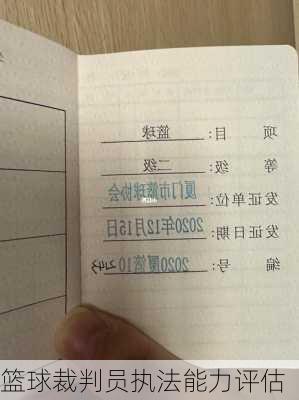 项 目：篮球
等 级：二级
发证单位：厦门市篮球协会
发证日期：2020年12月15日
编 号：2020厦篮10
篮球裁判员执法能力评估